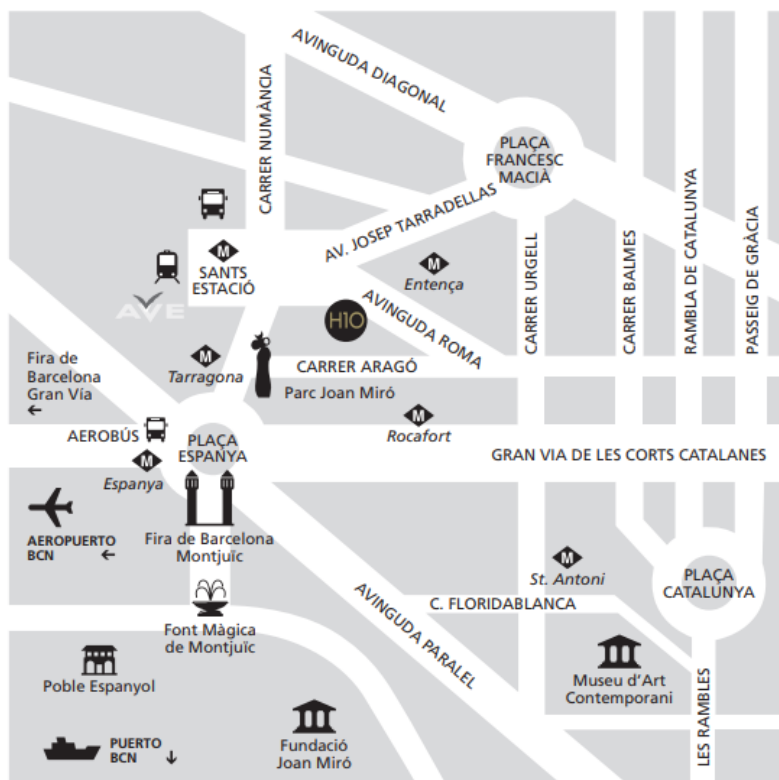 AVINGUDA DIAGONAL
CARRER NUMÀNCIA
PLAÇA
FRANCESC
MACIÀ
AV. JOSEP TARRADELLAS
M
SANTS
ESTACIÓ
AVE
M
Entença
H10
AVINGUDA ROMA
CARRER URGELL
CARRER BALMES
RAMBLA DE CATALUNYA
PASSEIG DE GRÀCIA
Fira de
Barcelona
Gran Vía
←
M
Tarragona
CARRER ARAGÓ
Parc Joan Miró
M
Rocafort
AEROBÚS
PLAÇA
ESPANYA
GRAN VIA DE LES CORTS CATALANES
M
Espanya
AEROPUERTO
BCN ←
Fira de Barcelona
Montjuïc
M
St. Antoni
PLAÇA
CATALUNYA
C. FLORIDABLANCA
AVINGUDA PARALEL
Font Màgica
de Montjuïc
Poble Espanyol
Museu d'Art
Contemporani
LES RAMBLES
PUERTO
BCN ↓
Fundació
Joan Miró